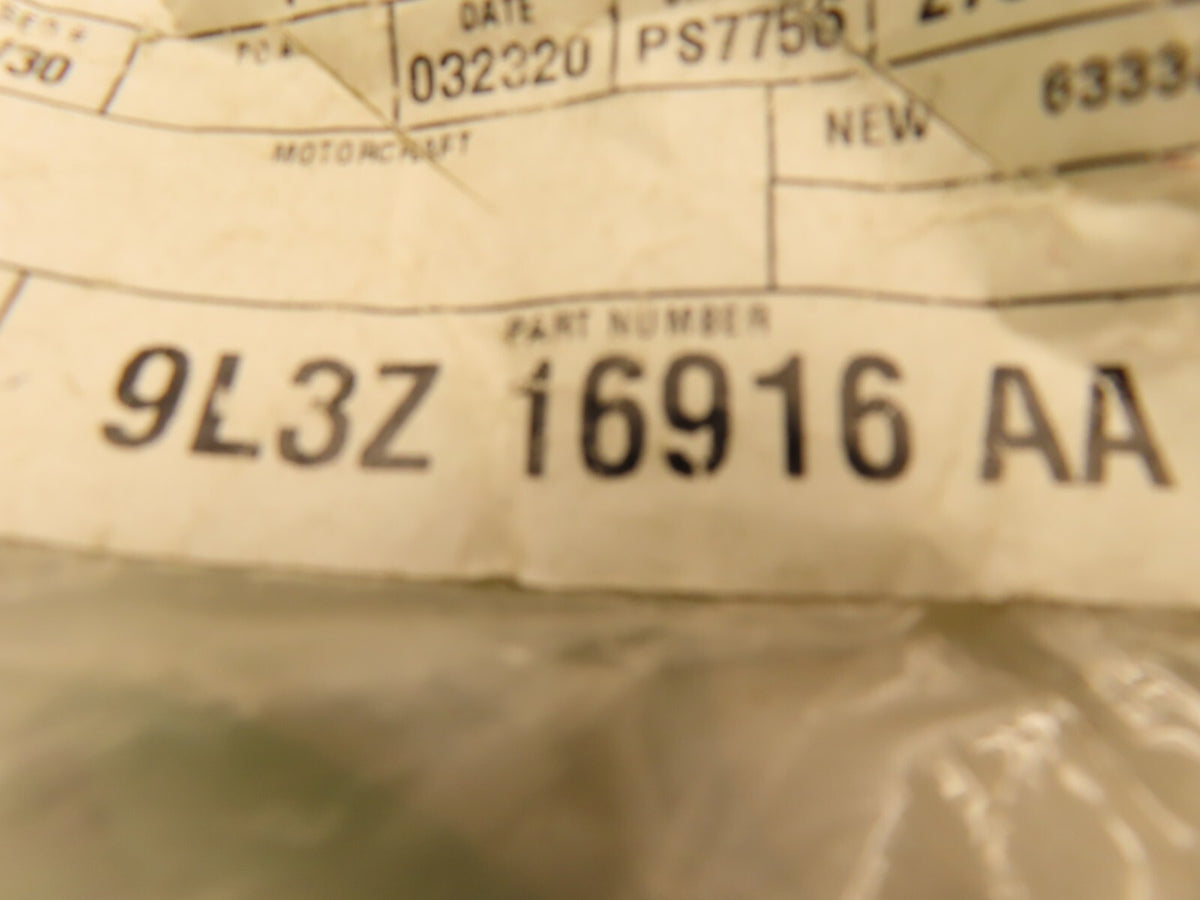 DATE
032320
PS7756
NEW
MOTORCRAFT
PART NUMBER
9L3Z 16916 AA